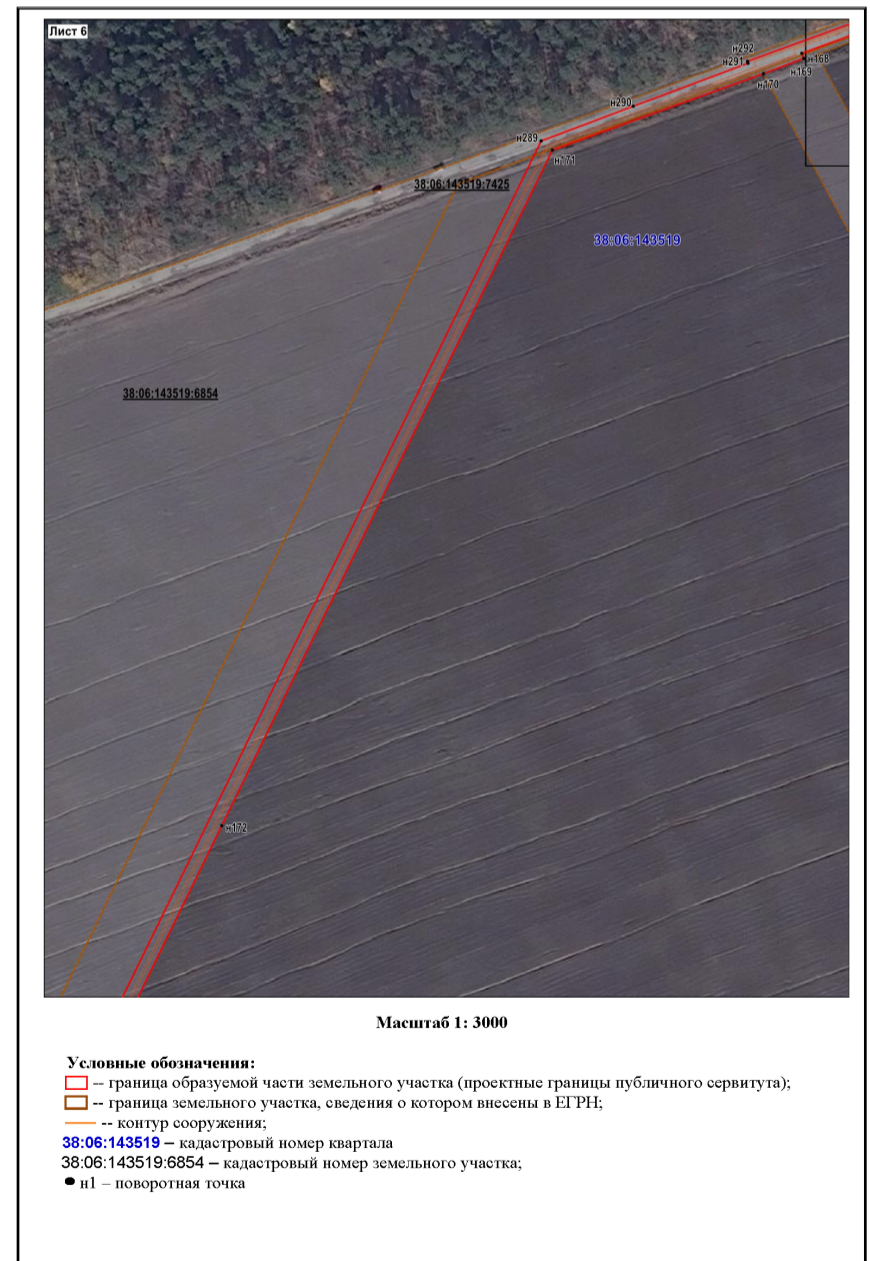 Лист 6
н292
н291
н168
н169
н170
н290
н289
н171
38:06:143519:7425
38:06:143519
38:06:143519:6854
н172
Масштаб 1: 3000
Условные обозначения:
-- граница образуемой части земельного участка (проектные границы публичного сервитута);
-- граница земельного участка, сведения о котором внесены в ЕГРН;
-- контур сооружения;
38:06:143519 – кадастровый номер квартала
38:06:143519:6854 – кадастровый номер земельного участка;
н1 – поворотная точка